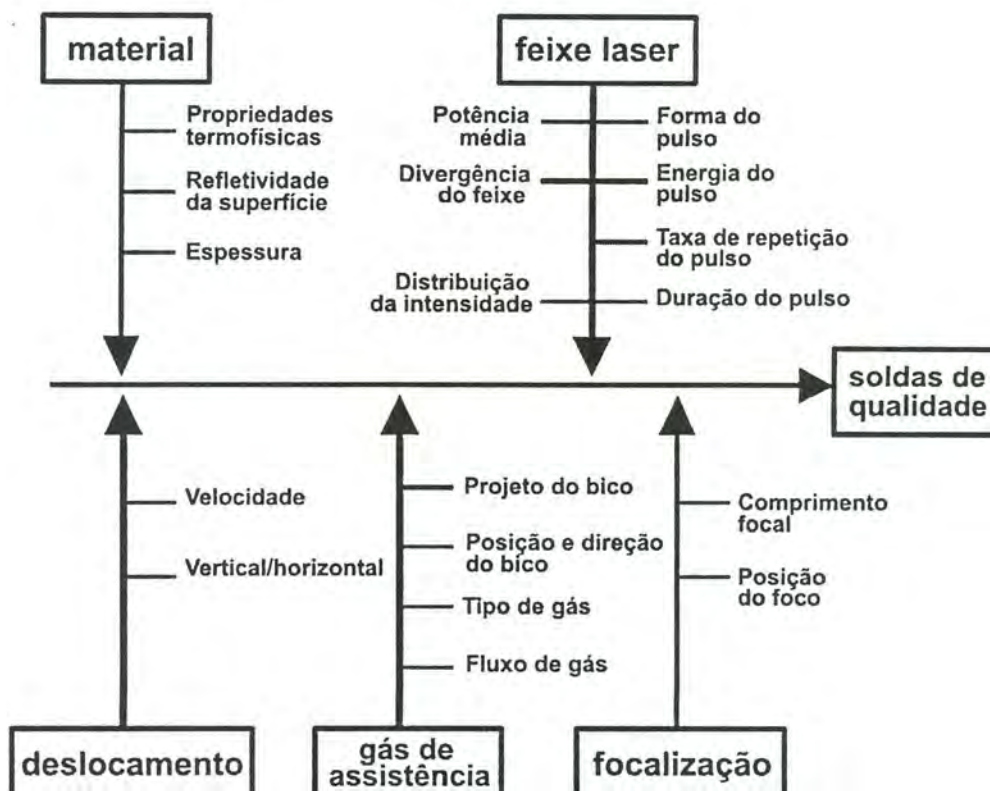 material
Propriedades
termofísicas
Refletividade
da superfície
Espessura
feixe laser
Potência
média
Divergência
do feixe
Distribuição
da intensidade
Forma do
pulso
Energia do
pulso
Taxa de repetição
do pulso
Duração do pulso
soldas de
qualidade
Velocidade
Vertical/horizontal
deslocamento
Projeto do bico
Posição e direção
do bico
Tipo de gás
Fluxo de gás
gás de
assistência
Comprimento
focal
Posição
do foco
focalização